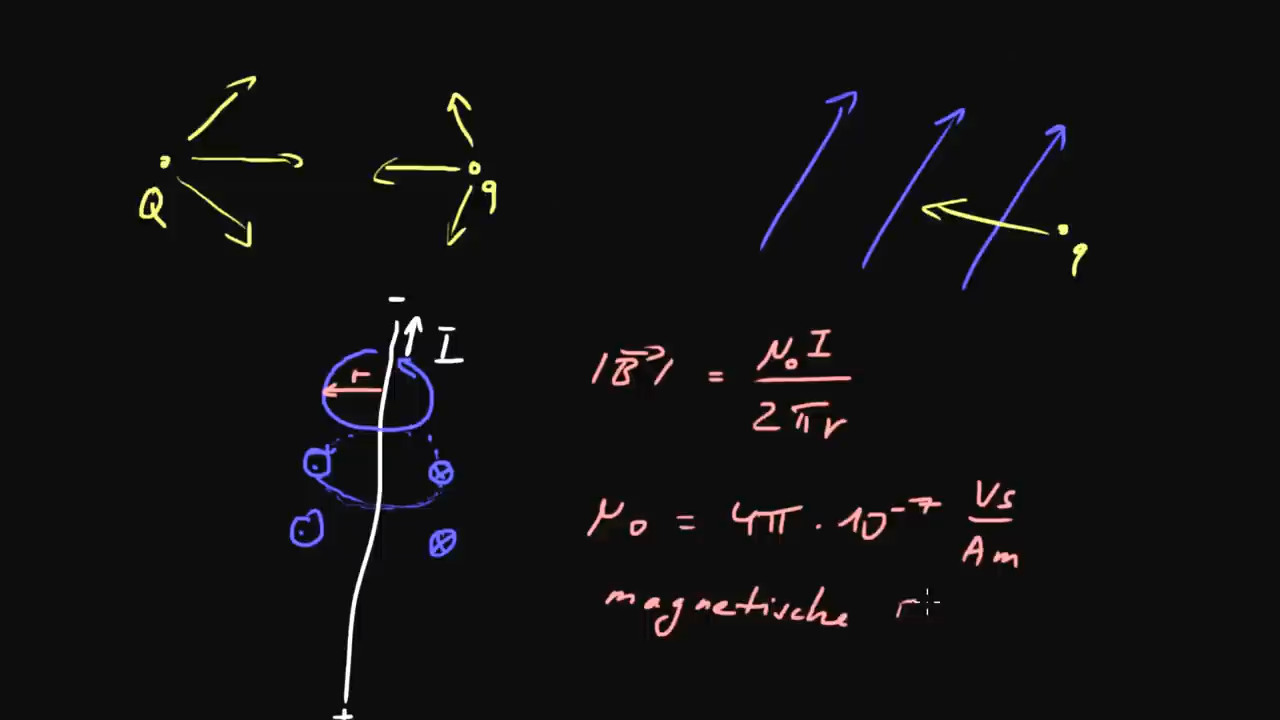 Q
q
q
-
I
r
|B⃗| = μ₀I / 2πr
μ₀ = 4π · 10⁻⁷ Vs / Am
magnetische
+